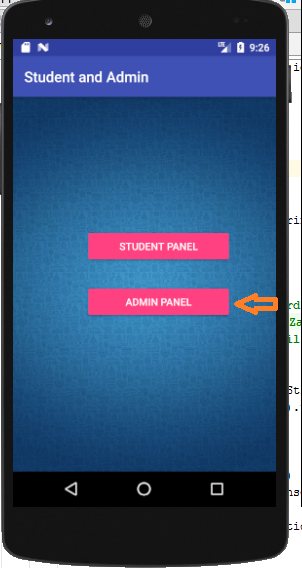 9:26
Student and Admin
STUDENT PANEL
ADMIN PANEL